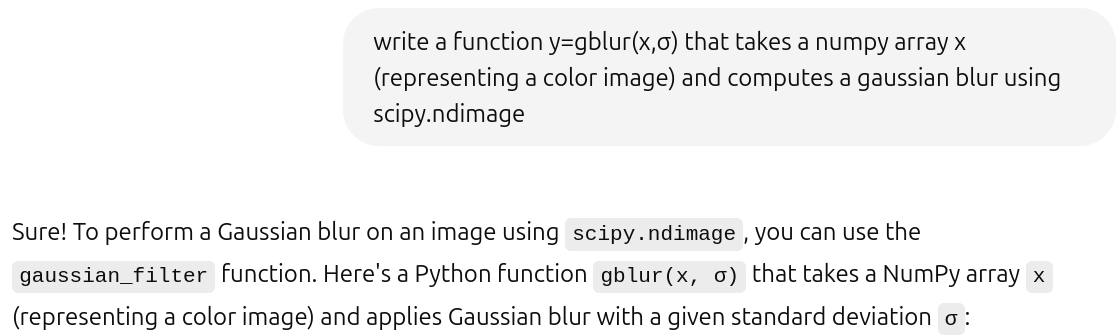 write a function y=gblur(x,σ) that takes a numpy array x
(representing a color image) and computes a gaussian blur using
scipy.ndimage
Sure! To perform a Gaussian blur on an image using scipy.ndimage, you can use the
gaussian_filter function. Here's a Python function gblur(x, σ) that takes a NumPy array x
(representing a color image) and applies Gaussian blur with a given standard deviation σ: